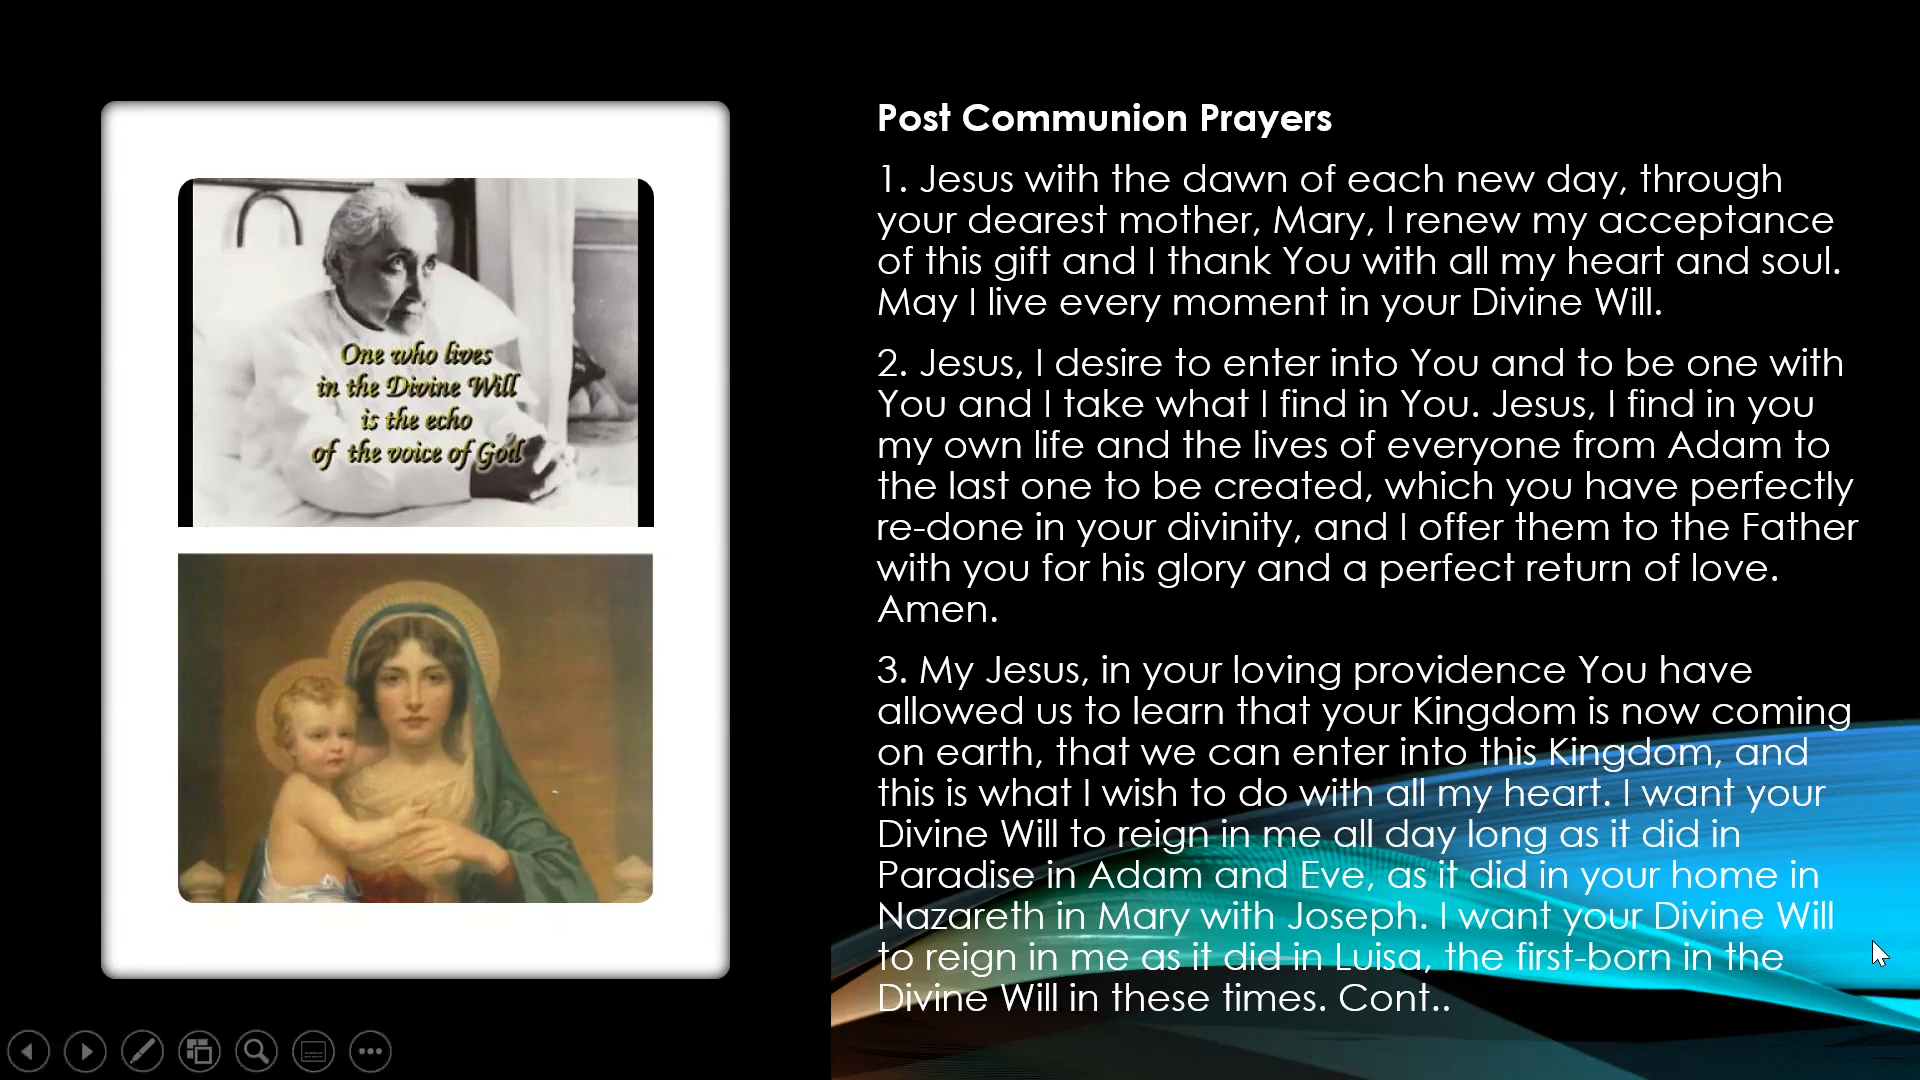 One who lives
in the Divine Will
is the echo
of the voice of God
Post Communion Prayers
1. Jesus with the dawn of each new day, through
your dearest mother, Mary, I renew my acceptance
of this gift and I thank You with all my heart and soul.
May I live every moment in your Divine Will.
2. Jesus, I desire to enter into You and to be one with
You and I take what I find in You. Jesus, I find in you
my own life and the lives of everyone from Adam to
the last one to be created, which you have perfectly
re-done in your divinity, and I offer them to the Father
with you for his glory and a perfect return of love.
Amen.
3. My Jesus, in your loving providence You have
allowed us to learn that your Kingdom is now coming
on earth, that we can enter into this Kingdom, and
this is what I wish to do with all my heart. I want your
Divine Will to reign in me all day long as it did in
Paradise in Adam and Eve, as it did in your home in
Nazareth in Mary with Joseph. I want your Divine Will
to reign in me as it did in Luisa, the first-born in the
Divine Will in these times. Cont..